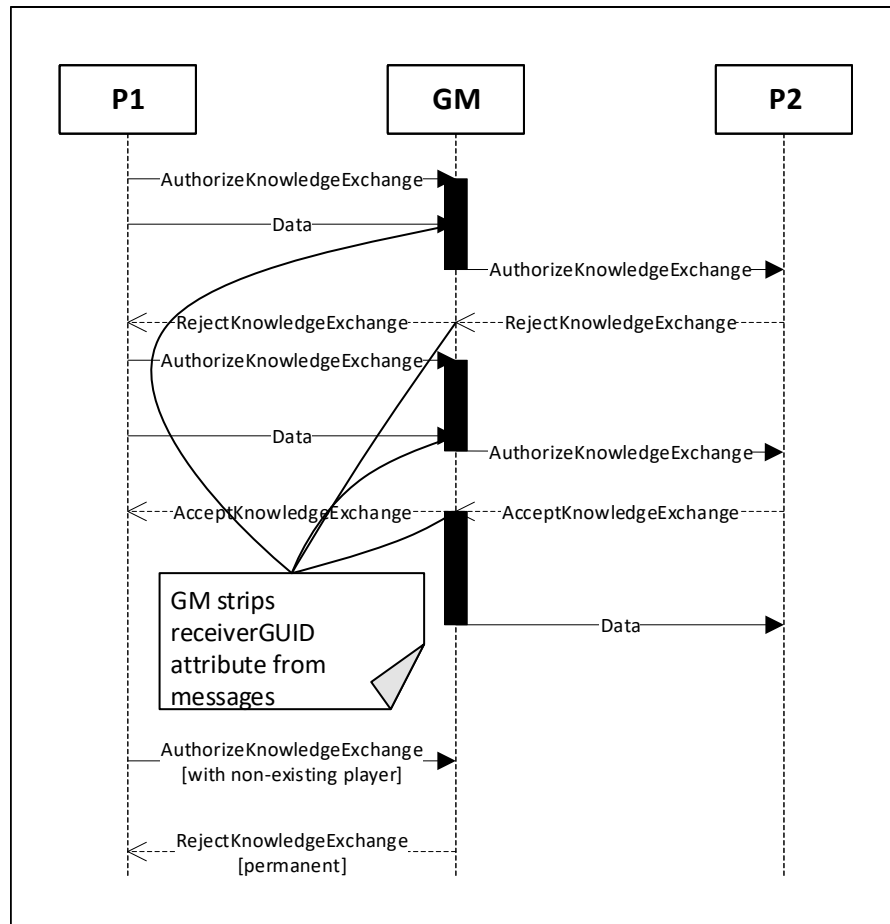 P1
GM
P2
AuthorizeKnowledgeExchange
Data
AuthorizeKnowledgeExchange
RejectKnowledgeExchange
RejectKnowledgeExchange
AuthorizeKnowledgeExchange
Data
AuthorizeKnowledgeExchange
AcceptKnowledgeExchange
AcceptKnowledgeExchange
GM strips
receiverGUID
attribute from
messages
Data
AuthorizeKnowledgeExchange
[with non-existing player]
RejectKnowledgeExchange
[permanent]